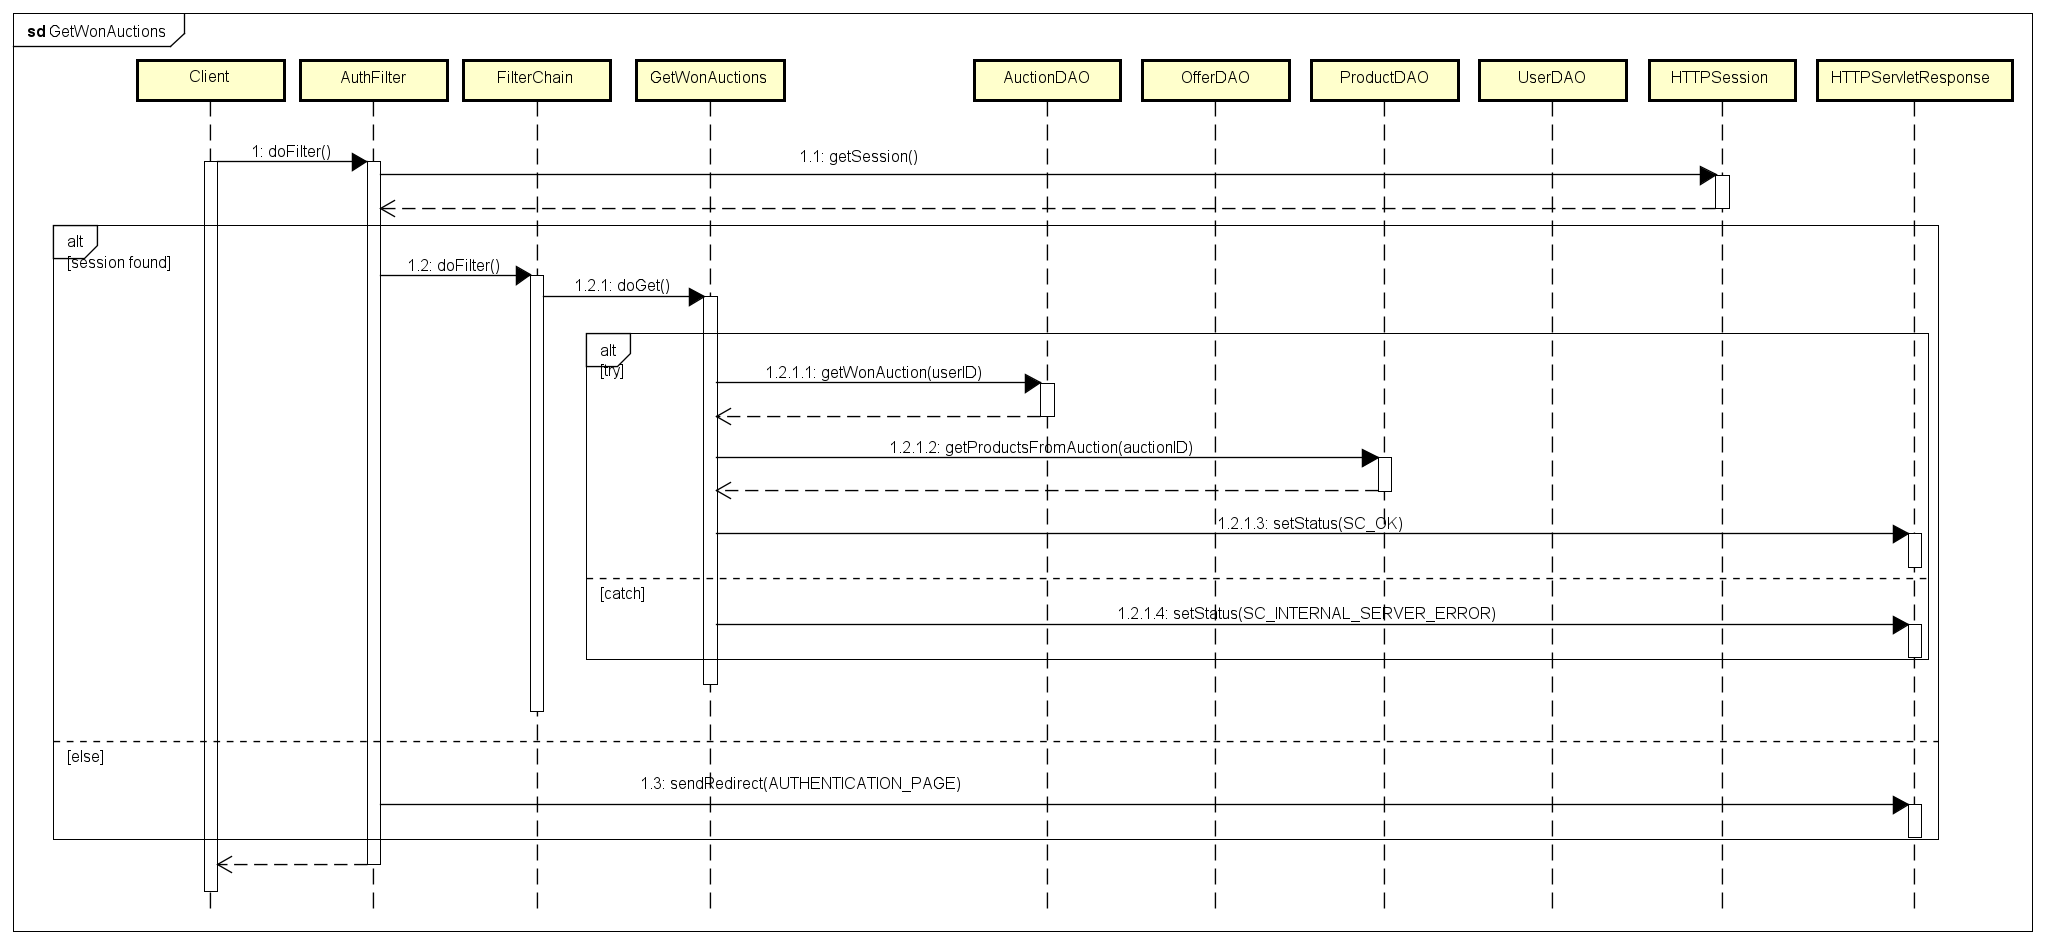 sd GetWonAuctions
Client
AuthFilter
FilterChain
GetWonAuctions
AuctionDAO
OfferDAO
ProductDAO
UserDAO
HTTPSession
HTTPServletResponse
1: doFilter()
1.1: getSession()
alt
[session found]
1.2: doFilter()
1.2.1: doGet()
alt
[try]
1.2.1.1: getWonAuction(userID)
1.2.1.2: getProductsFromAuction(auctionID)
1.2.1.3: setStatus(SC_OK)
[catch]
1.2.1.4: setStatus(SC_INTERNAL_SERVER_ERROR)
[else]
1.3: sendRedirect(AUTHENTICATION_PAGE)